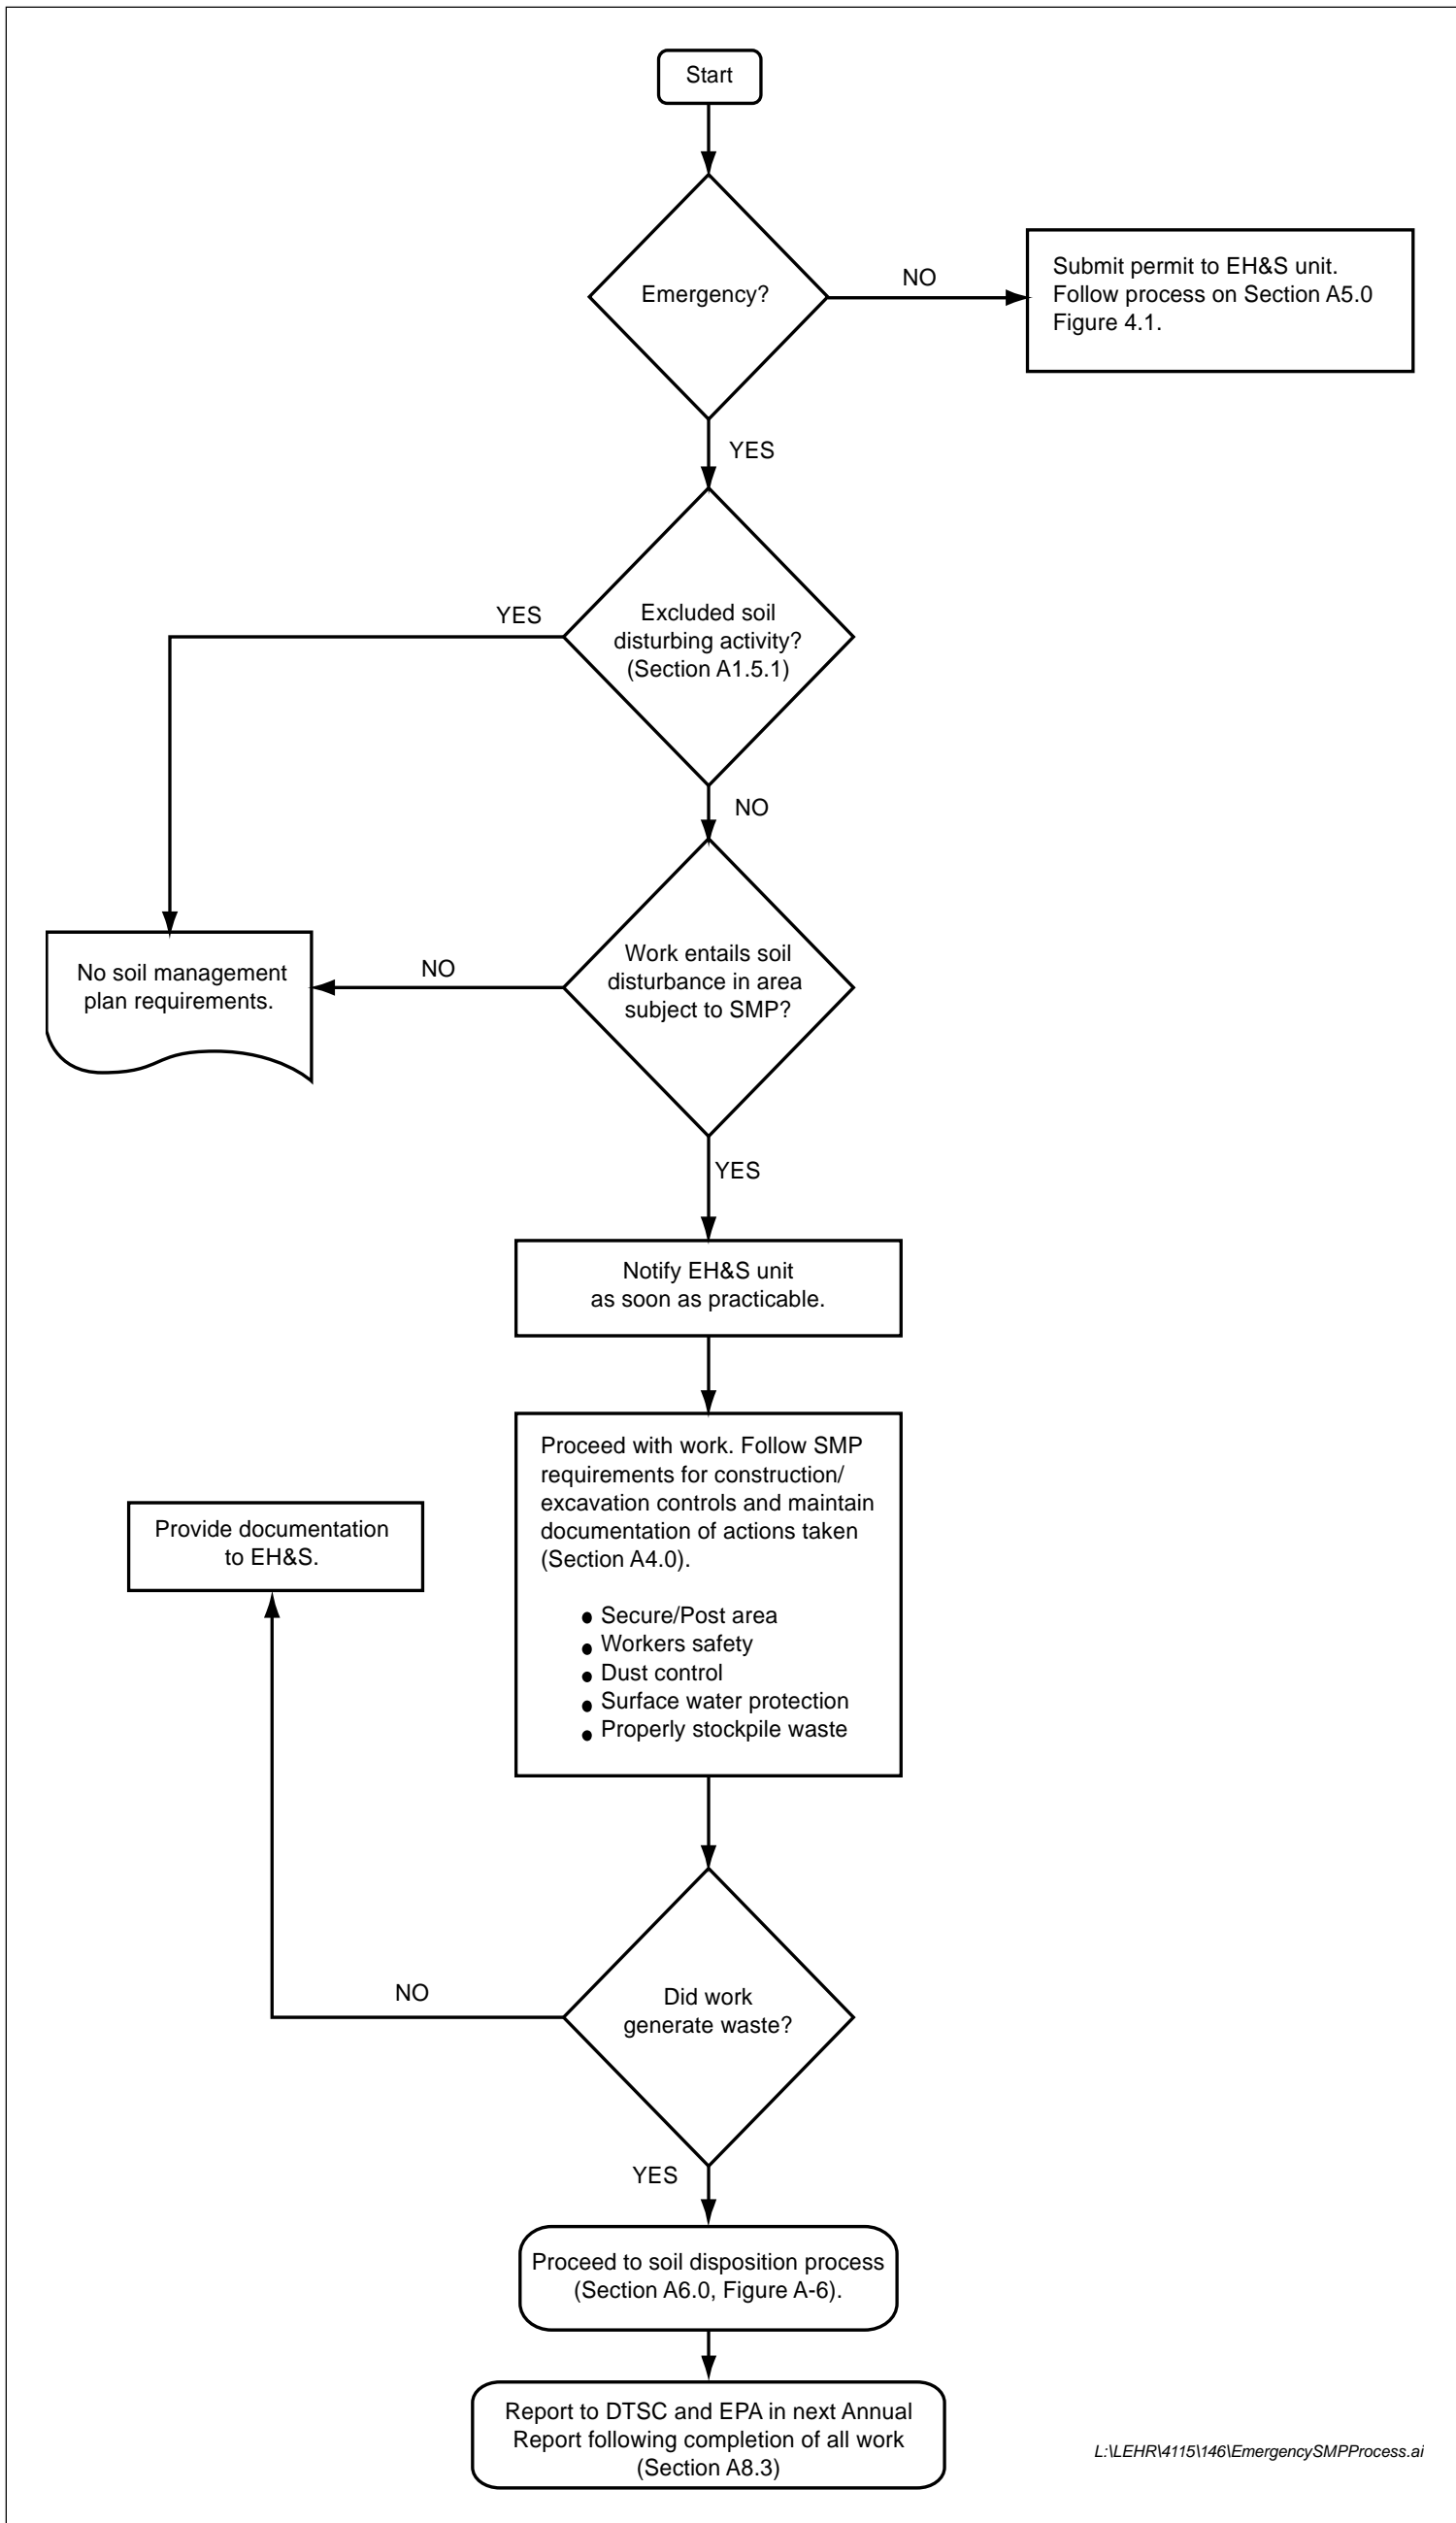 Start
Emergency?
NO
Submit permit to EH&S unit.
Follow process on Section A5.0
Figure 4.1.
YES
Excluded soil
disturbing activity?
(Section A1.5.1)
YES
NO
Work entails soil
disturbance in area
subject to SMP?
NO
No soil management
plan requirements.
YES
Notify EH&S unit
as soon as practicable.
Proceed with work. Follow SMP
requirements for construction/
excavation controls and maintain
documentation of actions taken
(Section A4.0).
● Secure/Post area
● Workers safety
● Dust control
● Surface water protection
● Properly stockpile waste
Provide documentation
to EH&S.
NO
Did work
generate waste?
YES
Proceed to soil disposition process
(Section A6.0, Figure A-6).
Report to DTSC and EPA in next Annual
Report following completion of all work
(Section A8.3)
L:\LEHR\4115\146\EmergencySMPProcess.ai